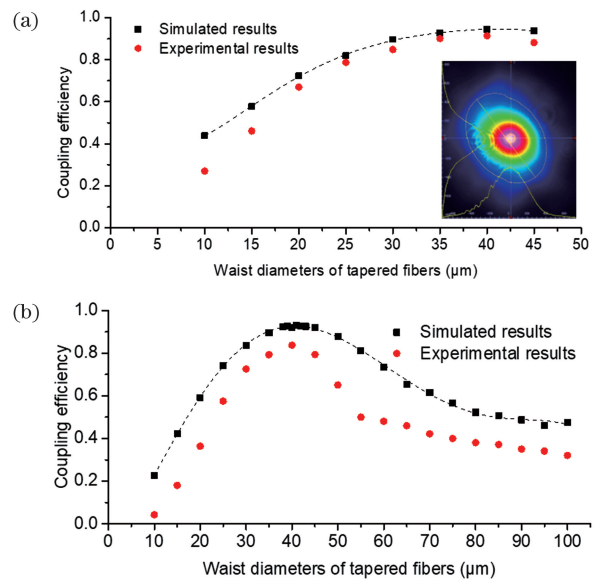 (a)
1.0
0.8
0.6
0.4
0.2
0.0
Coupling efficiency
Simulated results
Experimental results
0 5 10 15 20 25 30 35 40 45 50
Waist diameters of tapered fibers (μm)
(b)
1.0
0.8
0.6
0.4
0.2
0.0
Coupling efficiency
Simulated results
Experimental results
10 20 30 40 50 60 70 80 90 100
Waist diameters of tapered fibers (μm)